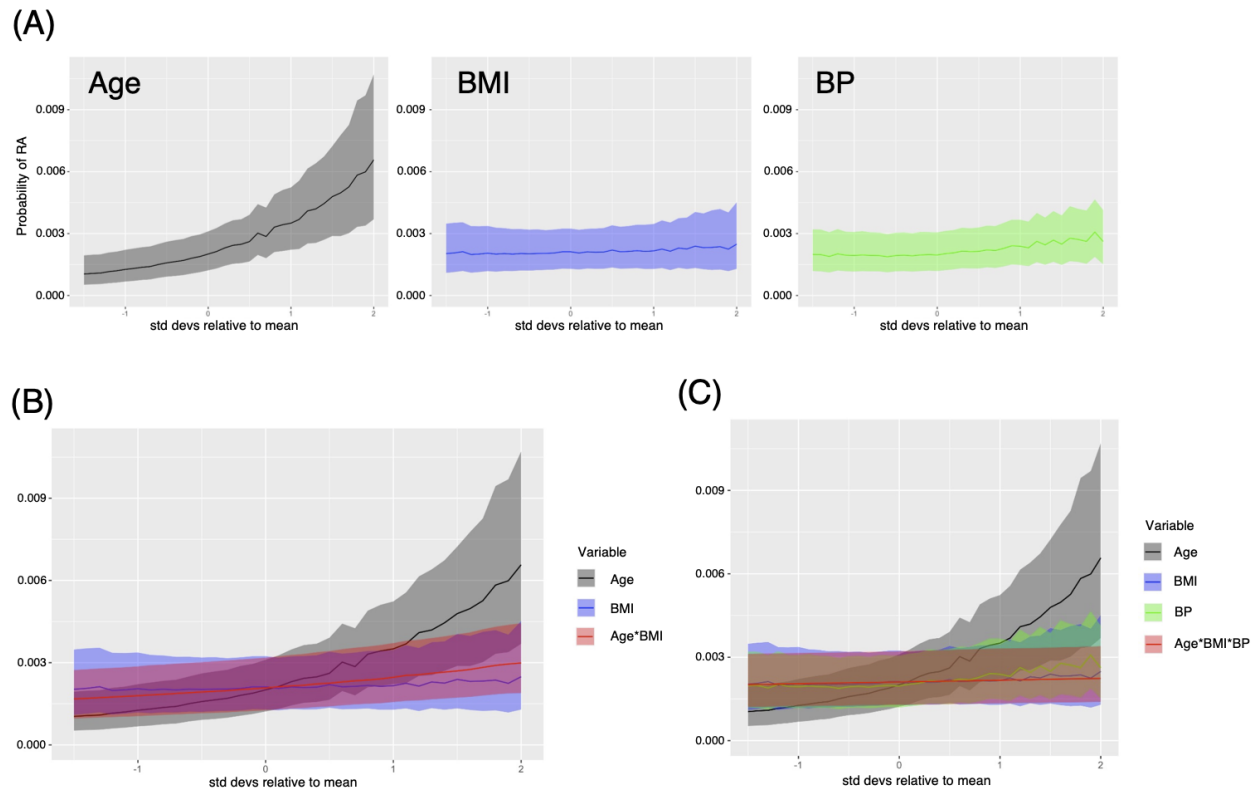 (A)
Age
BMI
BP
Probability of RA
0.009
0.006
0.003
0.000
0.009
0.006
0.003
0.000
0.009
0.006
0.003
0.000
-1 0 1 2
-1 0 1 2
-1 0 1 2
std devs relative to mean
std devs relative to mean
std devs relative to mean
(B)
0.009
0.006
0.003
0.000
-1 0 1 2
std devs relative to mean
Variable
Age
BMI
Age*BMI
(C)
0.009
0.006
0.003
0.000
-1 0 1 2
std devs relative to mean
Variable
Age
BMI
BP
Age*BMI*BP